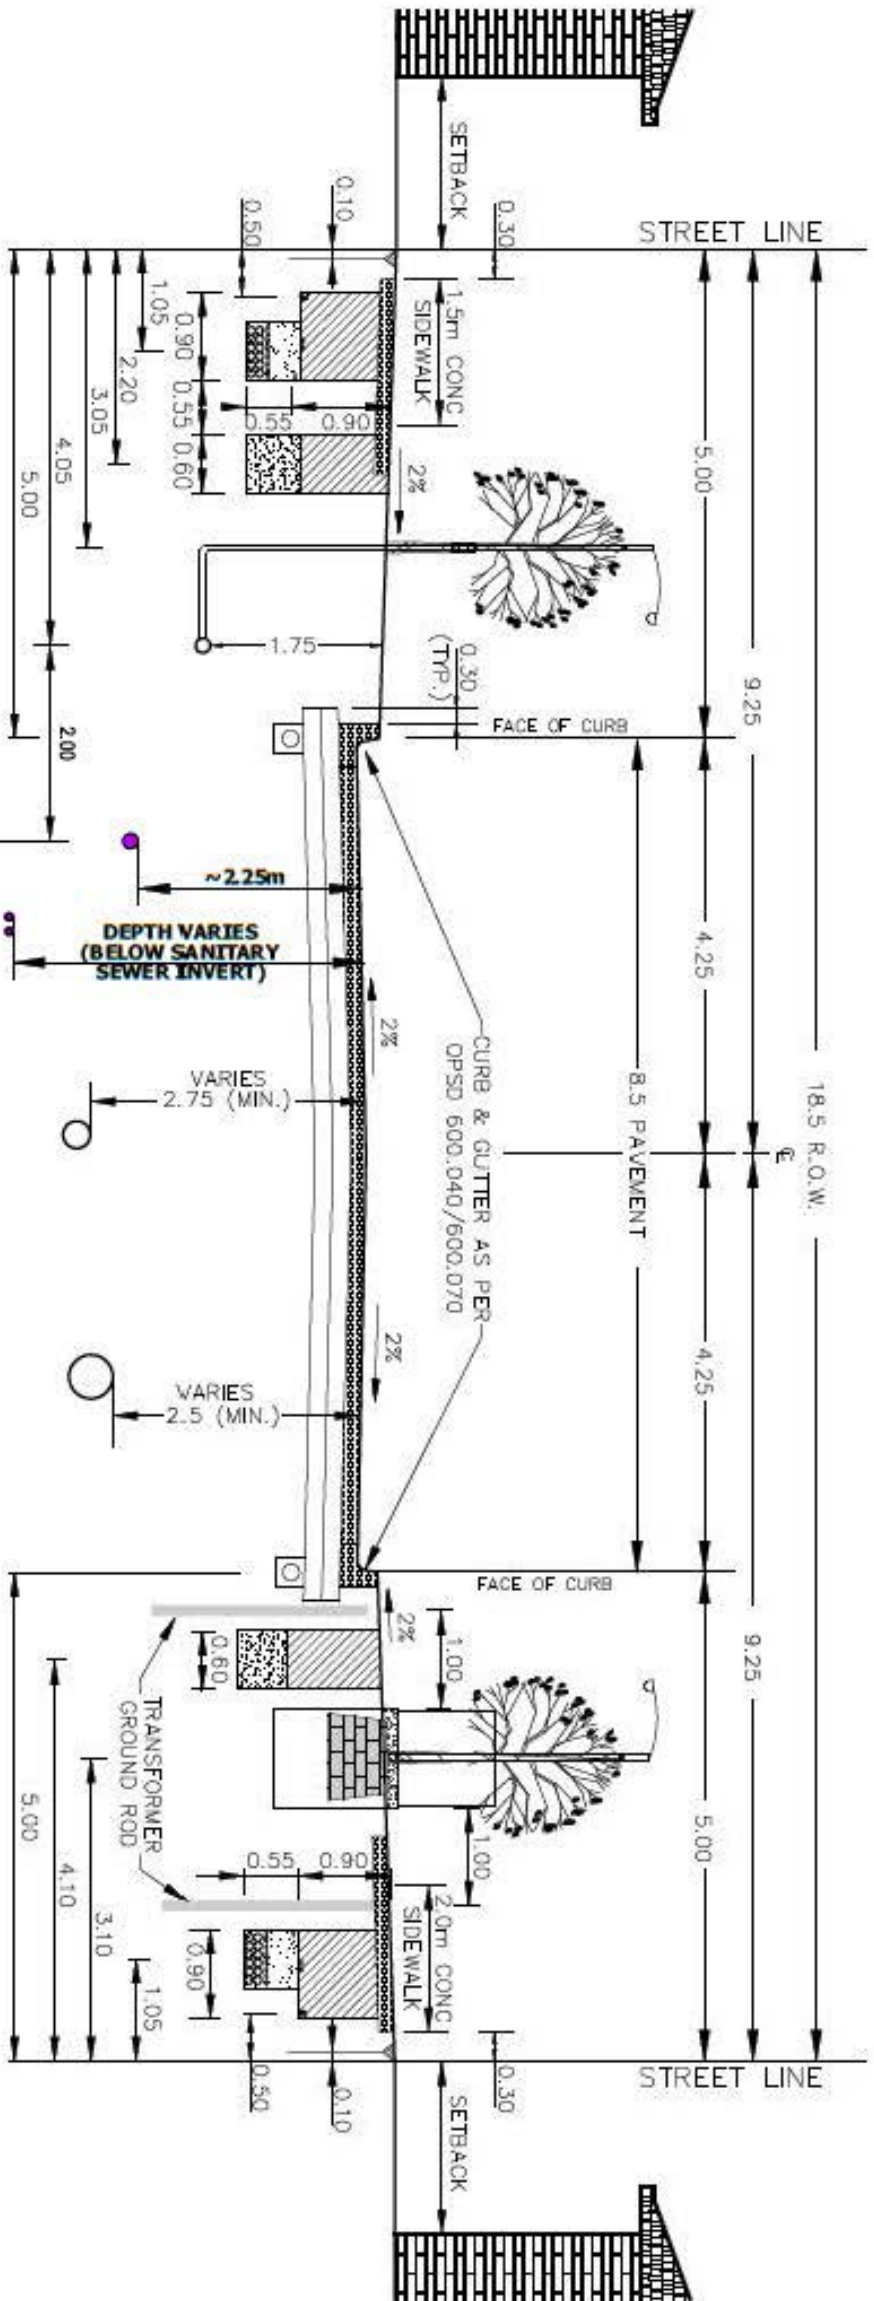 18.5 R.O.W.
9.25
9.25
℄
STREET LINE
STREET LINE
5.00
4.25
4.25
5.00
8.5 PAVEMENT
FACE OF CURB
FACE OF CURB
SETBACK
SETBACK
0.30
0.30
1.5m CONC
SIDEWALK
2%
0.30
(TYP.)
CURB & GUTTER AS PER
OPSD 600.040/600.070
2%
2%
2%
1.00
1.00
2.0m CONC
SIDEWALK
0.10
0.50
0.90
0.55
0.60
0.55
0.90
1.05
2.20
3.05
4.05
5.00
1.75
2.00
~2.25m
DEPTH VARIES
(BELOW SANITARY
SEWER INVERT)
VARIES
2.75 (MIN.)
VARIES
2.5 (MIN.)
0.60
TRANSFORMER
GROUND ROD
0.55
0.90
0.90
0.10
0.50
1.05
3.10
4.10
5.00